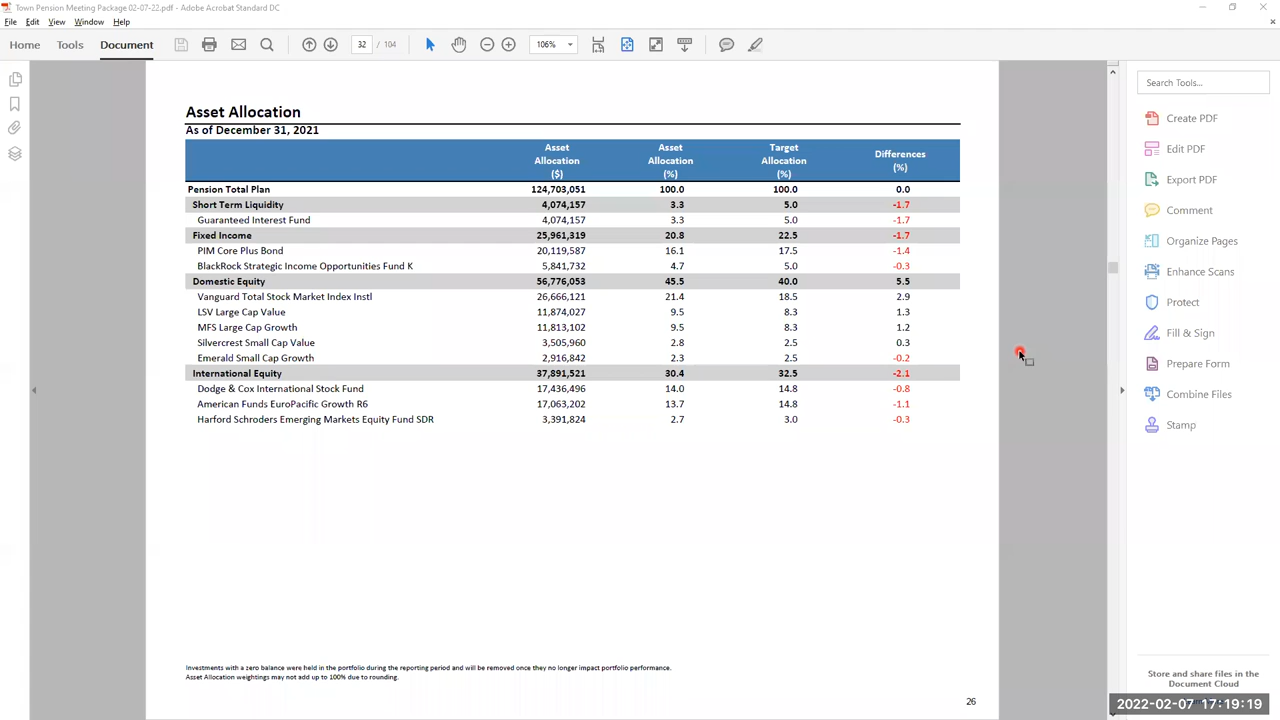 Town Pension Meeting Package 02-07-22.pdf - Adobe Acrobat Standard DC
File Edit View Window Help
Home Tools Document 32 / 104 106%
Search Tools...
Create PDF
Edit PDF
Export PDF
Comment
Organize Pages
Enhance Scans
Protect
Fill & Sign
Prepare Form
Combine Files
Stamp
Asset Allocation
As of December 31, 2021
Asset Allocation ($) Asset Allocation (%) Target Allocation (%) Differences (%)
Pension Total Plan 124,703,051 100.0 100.0 0.0
Short Term Liquidity 4,074,157 3.3 5.0 -1.7
Guaranteed Interest Fund 4,074,157 3.3 5.0 -1.7
Fixed Income 25,961,319 20.8 22.5 -1.7
PIM Core Plus Bond 20,119,587 16.1 17.5 -1.4
BlackRock Strategic Income Opportunities Fund K 5,841,732 4.7 5.0 -0.3
Domestic Equity 56,776,053 45.5 40.0 5.5
Vanguard Total Stock Market Index Instl 26,666,121 21.4 18.5 2.9
LSV Large Cap Value 11,874,027 9.5 8.3 1.3
MFS Large Cap Growth 11,813,102 9.5 8.3 1.2
Silvercrest Small Cap Value 3,505,960 2.8 2.5 0.3
Emerald Small Cap Growth 2,916,842 2.3 2.5 -0.2
International Equity 37,891,521 30.4 32.5 -2.1
Dodge & Cox International Stock Fund 17,436,496 14.0 14.8 -0.8
American Funds EuroPacific Growth R6 17,063,202 13.7 14.8 -1.1
Harford Schroders Emerging Markets Equity Fund SDR 3,391,824 2.7 3.0 -0.3
Investments with a zero balance were held in the portfolio during the reporting period and will be removed once they no longer impact portfolio performance.
Asset Allocation weightings may not add up to 100% due to rounding.
26
Store and share files in the
Document Cloud
2022-02-07 17:19:19